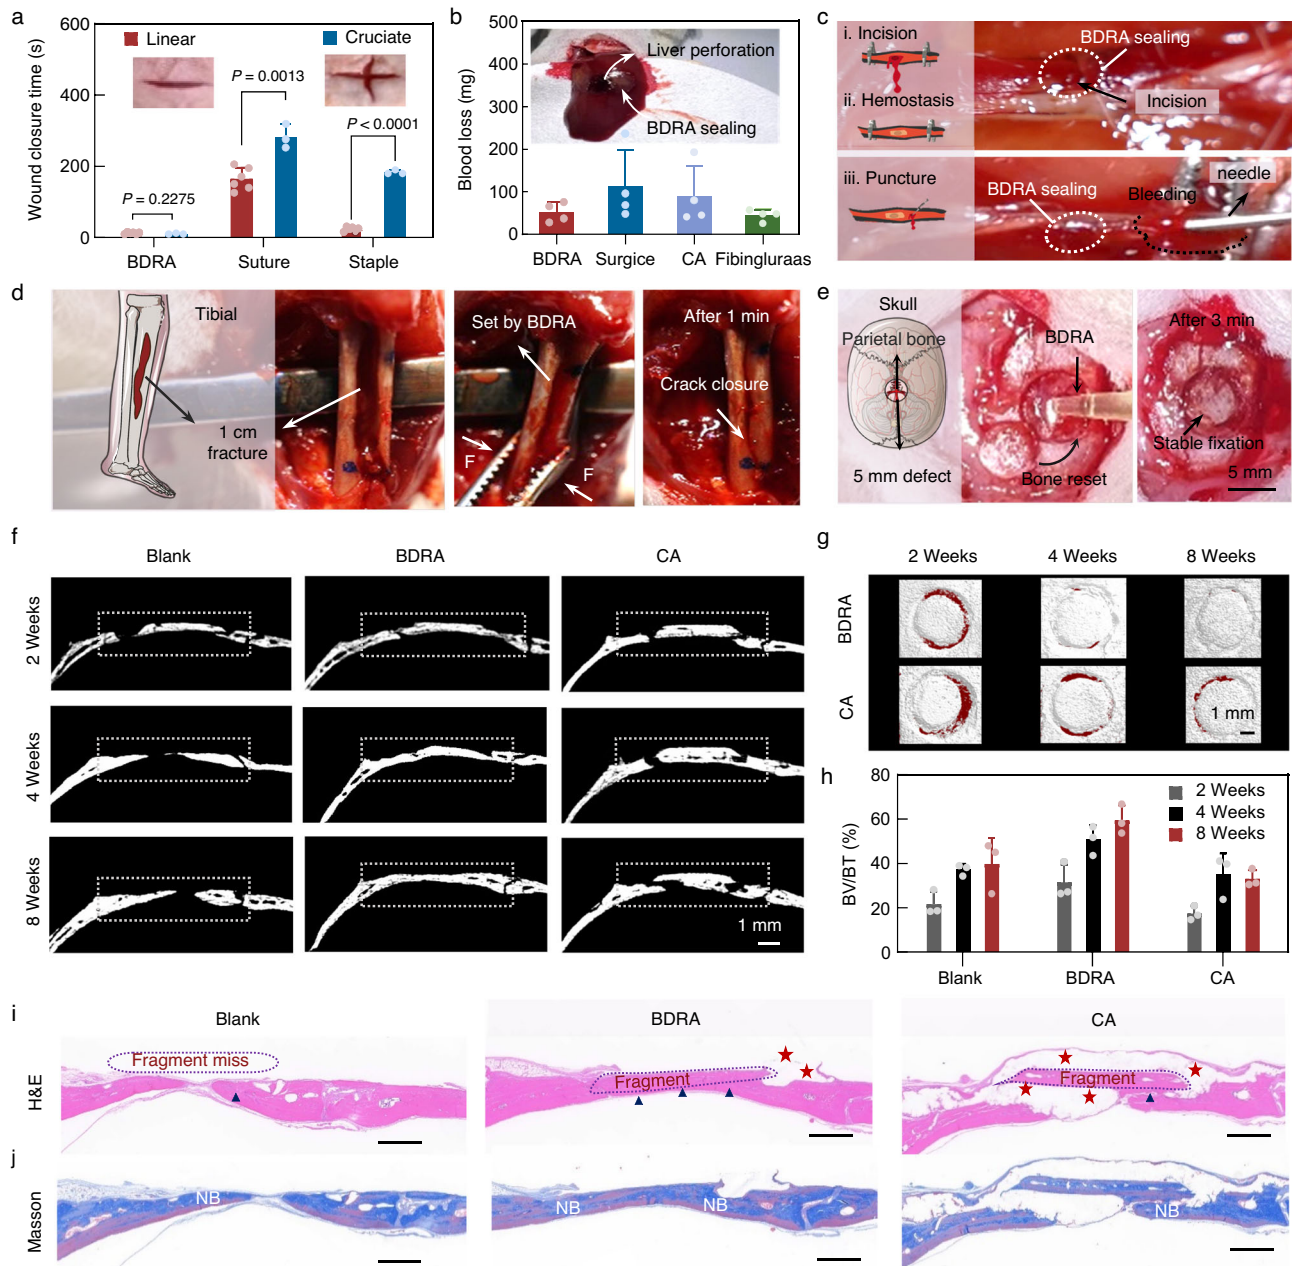 a
Wound closure time (s)
600
400
200
0
Linear
Cruciate
P = 0.2275
P = 0.0013
P < 0.0001
BDRA
Suture
Staple
b
Blood loss (mg)
500
400
300
200
100
0
Liver perforation
BDRA sealing
BDRA
Surgice
CA
Fibingluraas
c
i. Incision
ii. Hemostasis
BDRA sealing
Incision
iii. Puncture
BDRA sealing
Bleeding
needle
d
Tibial
1 cm
fracture
Set by BDRA
F
F
After 1 min
Crack closure
e
Skull
Parietal bone
5 mm defect
BDRA
Bone reset
After 3 min
Stable fixation
5 mm
f
Blank
BDRA
CA
2 Weeks
4 Weeks
8 Weeks
1 mm
g
2 Weeks
4 Weeks
8 Weeks
BDRA
CA
1 mm
h
BV/BT (%)
80
60
40
20
0
2 Weeks
4 Weeks
8 Weeks
Blank
BDRA
CA
i
Blank
BDRA
CA
H&E
Fragment miss
Fragment
Fragment
j
Masson
NB
NB
NB
NB